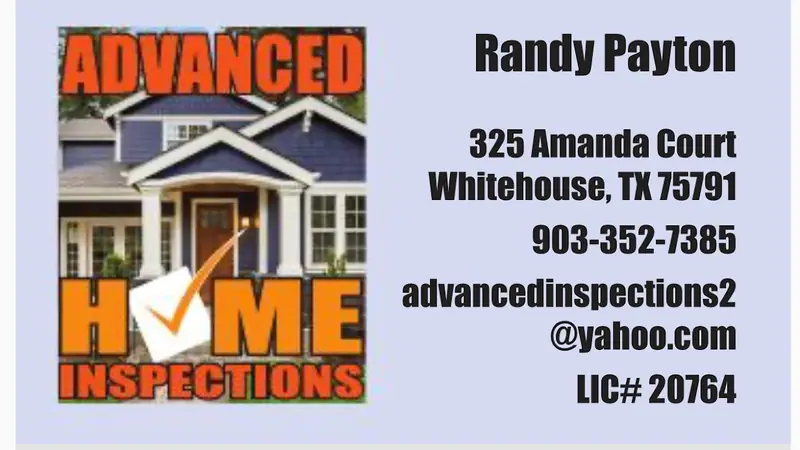 ADVANCED
HOME
INSPECTIONS
Randy Payton
325 Amanda Court
Whitehouse, TX 75791
903-352-7385
advancedinspections2
@yahoo.com
LIC# 20764